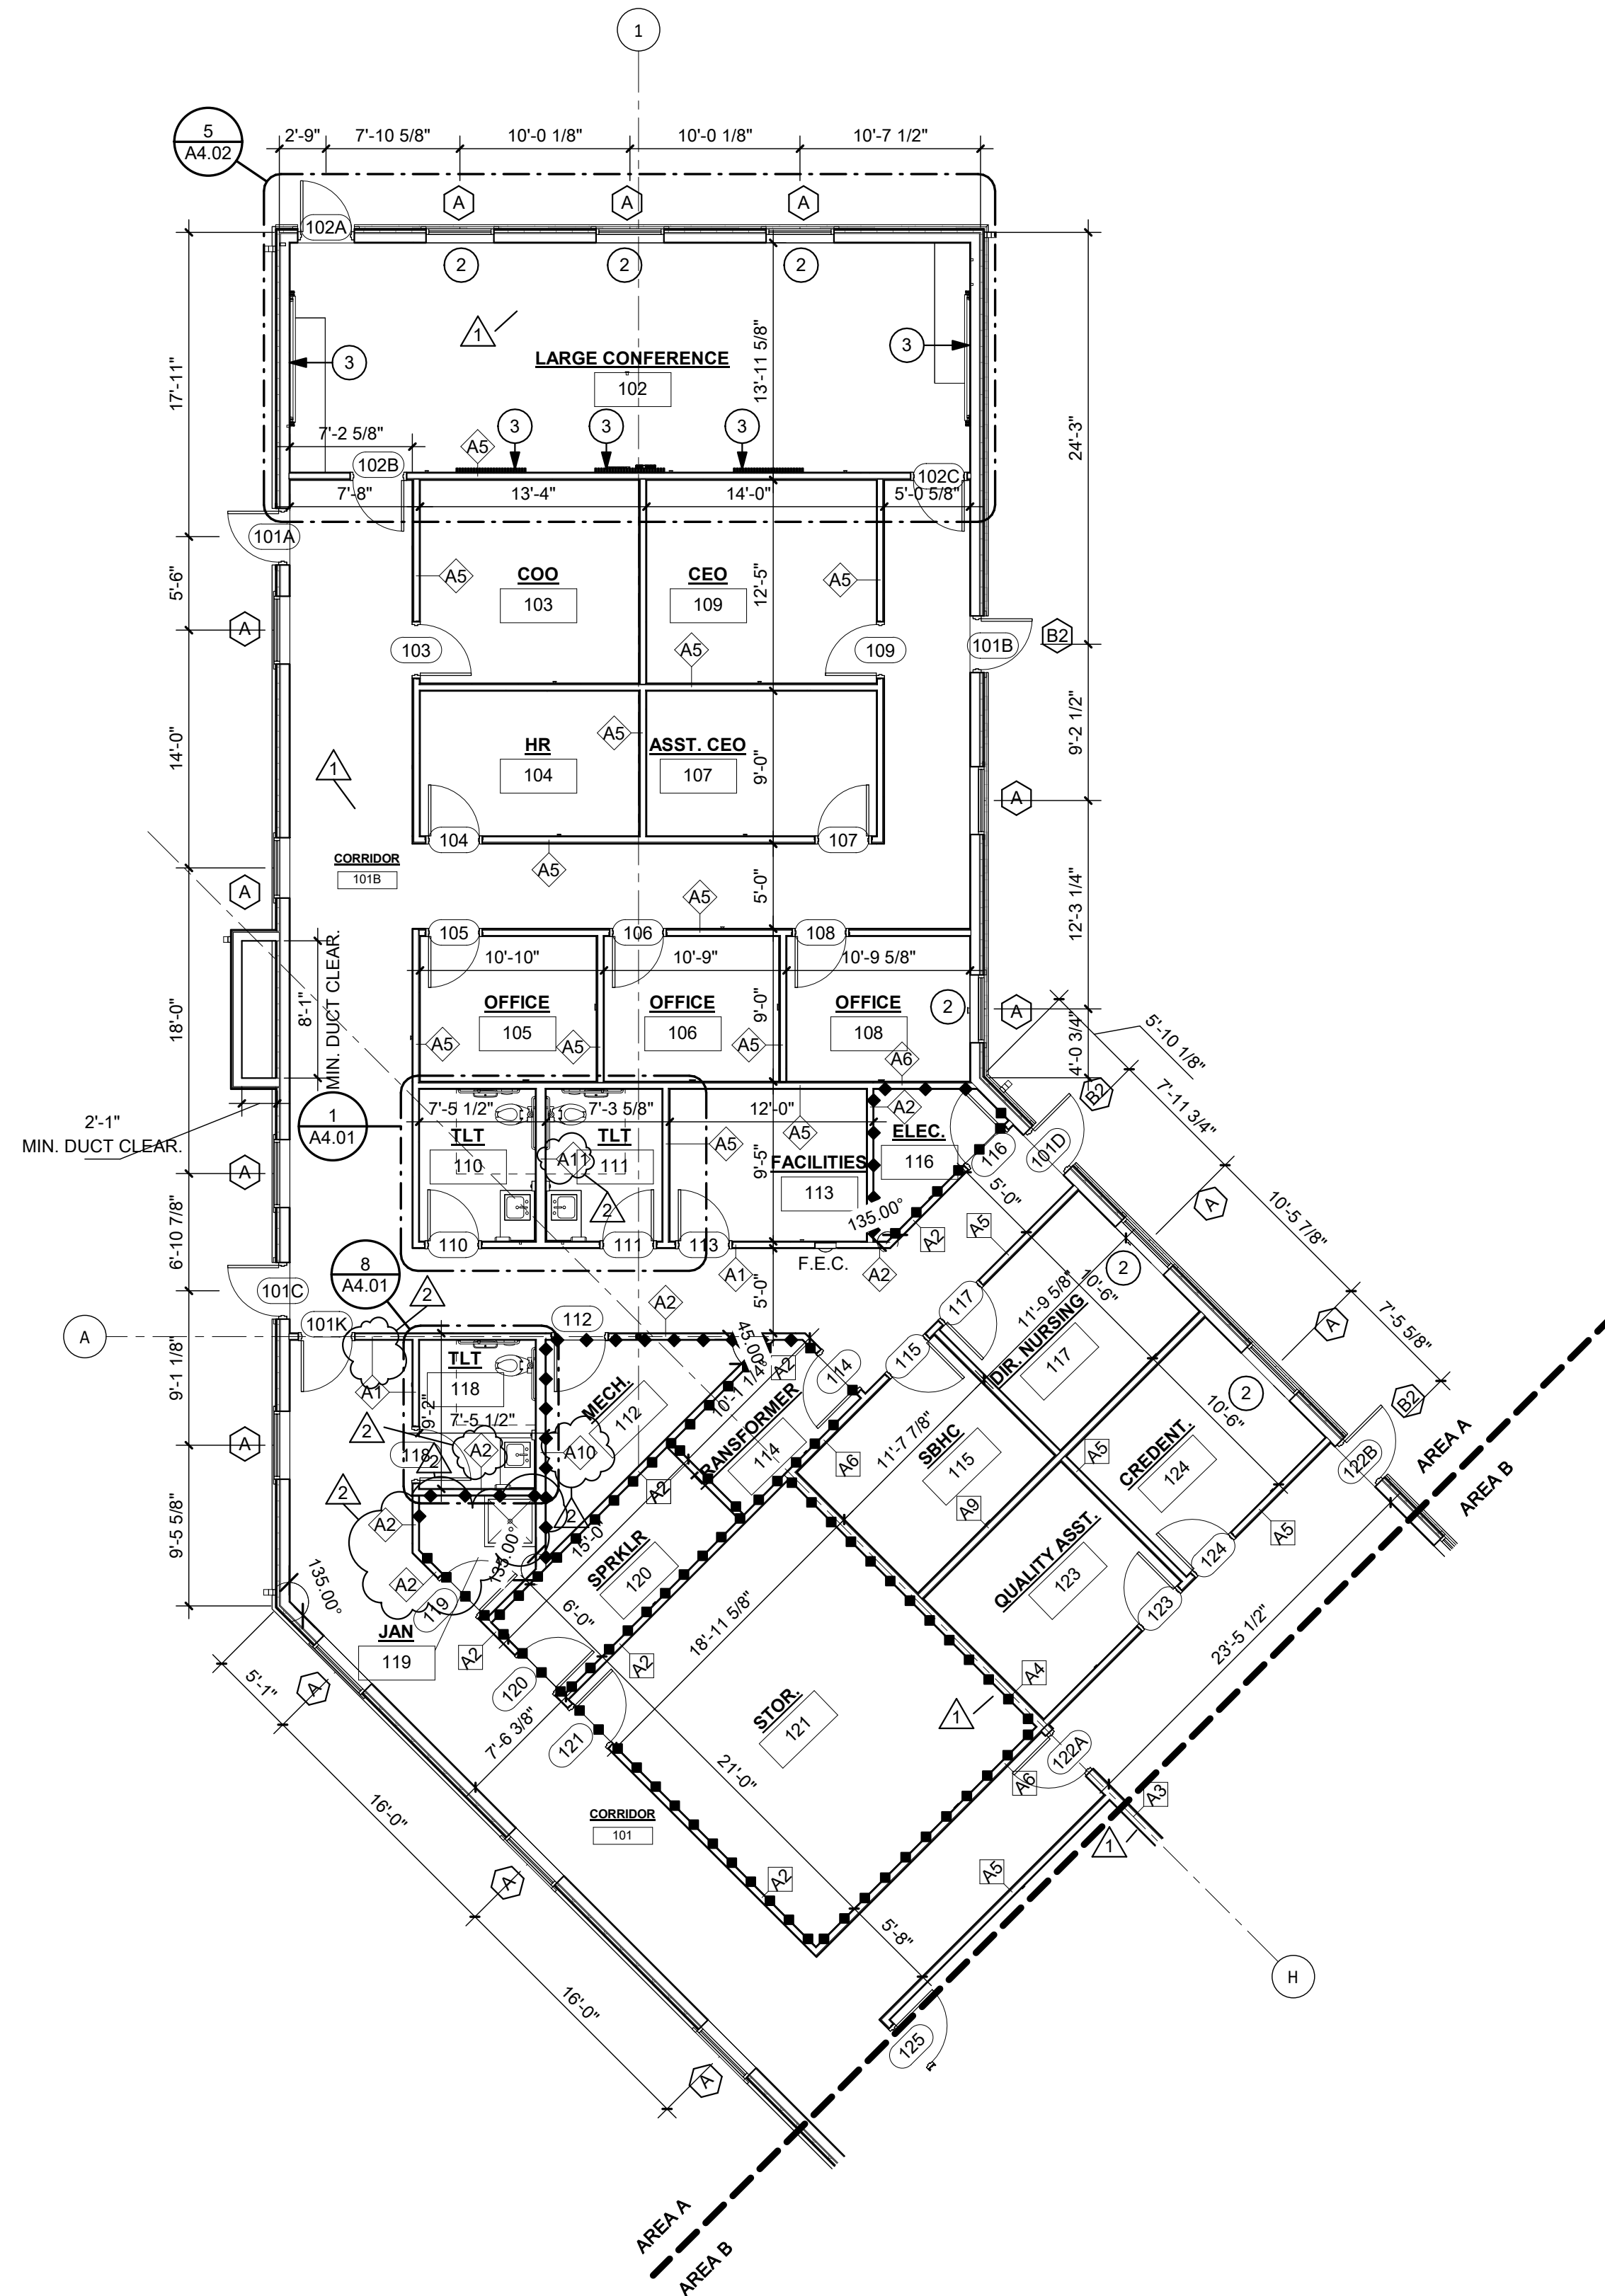 1
5
A4.02
2'-9"
7'-10 5/8"
10'-0 1/8"
10'-0 1/8"
10'-7 1/2"
A
A
A
102A
2
2
2
17'-11"
24'-3"
1
3
3
LARGE CONFERENCE
102
13'-11 5/8"
7'-2 5/8"
A5
3
3
3
102B
102C
7'-8"
13'-4"
14'-0"
5'-0 5/8"
101A
5'-6"
A5
COO
103
CEO
109
12'-5"
A5
A
103
A5
109
101B
B2
14'-0"
A5
HR
104
ASST. CEO
107
9'-0"
9'-2 1/2"
1
A
104
107
CORRIDOR
101B
A5
A
A5
5'-0"
12'-3 1/4"
105
106
108
8'-1"
MIN. DUCT CLEAR.
10'-10"
10'-9"
10'-9 5/8"
18'-0"
OFFICE
105
OFFICE
106
OFFICE
108
9'-0"
2
A
A5
A5
A5
A6
4'-0 3/4"
5'-10 1/8"
2'-1"
MIN. DUCT CLEAR.
1
A4.01
7'-5 1/2"
7'-3 5/8"
12'-0"
A2
B2
7'-11 3/4"
TLT
110
TLT
111
A11
A5
A5
ELEC.
116
116
101D
A
9'-5"
FACILITIES
113
5'-0"
A
10'-5 7/8"
2
135.00°
A5
A2
6'-10 7/8"
110
111
113
F.E.C.
A1
A2
2
8
A4.01
101C
2
A2
5'-0"
117
11'-9 5/8"
10'-6"
A
7'-5 5/8"
A
101K
112
45.00°
A2
114
115
DIR. NURSING
117
9'-1 1/8"
TLT
118
A1
9'-2"
7'-5 1/2"
MECH.
112
10'-1 1/4"
114
2
10'-6"
B2
A
2
118
2
A2
A10
A2
A6
11'-7 7/8"
SBHC
115
A5
CREDENT.
124
122B
AREA A
AREA B
2
A2
2
135.00°
15'-0"
A9
A5
9'-5 5/8"
SPRKLR
120
QUALITY ASST.
123
124
135.00°
A2
119
6'-0"
123
JAN
119
A2
A2
18'-11 5/8"
23'-5 1/2"
5'-1"
A
120
STOR.
121
A4
1
7'-6 3/8"
121
122A
A6
A3
21'-0"
16'-0"
CORRIDOR
101
1
A
A2
A5
5'-8"
H
16'-0"
125
A
AREA A
AREA B